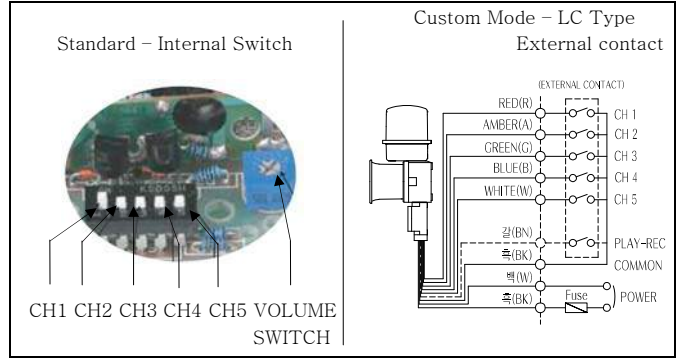 Standard – Internal Switch
CH1 CH2 CH3 CH4 CH5 VOLUME
SWITCH
Custom Mode – LC Type
External contact
(EXTERNAL CONTACT)
RED(R)
CH 1
AMBER(A)
CH 2
GREEN(G)
CH 3
BLUE(B)
CH 4
WHITE(W)
CH 5
갈(BN)
PLAY-REC
흑(BK)
COMMON
백(W)
흑(BK)
Fuse
POWER